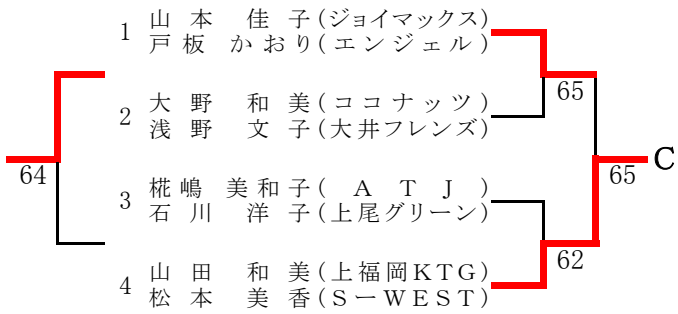 1 山本 佳子(ジョイマックス)
戸板 かおり(エンジェル)
65
2 大野 和美(ココナッツ)
浅野 文子(大井フレンズ)
64
65 C
3 椛嶋 美和子(ATJ)
石川 洋子(上尾グリーン)
62
4 山田 和美(上福岡KTG)
松本 美香(S-WEST)